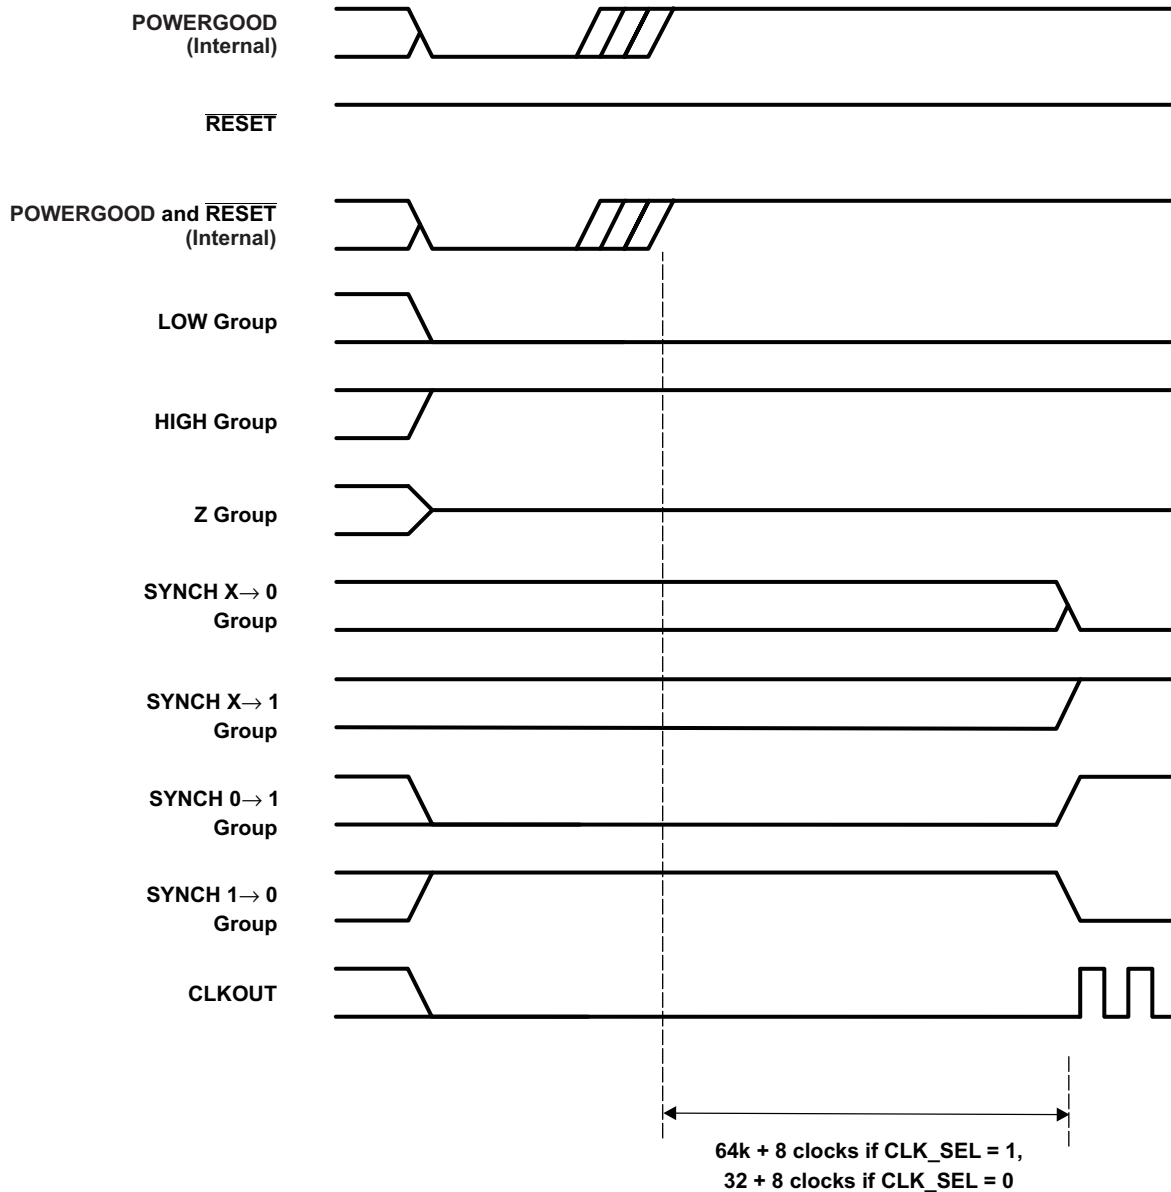 POWERGOOD
(Internal)
RESET
POWERGOOD and RESET
(Internal)
LOW Group
HIGH Group
Z Group
SYNCH X→ 0
Group
SYNCH X→ 1
Group
SYNCH 0→ 1
Group
SYNCH 1→ 0
Group
CLKOUT
64k + 8 clocks if CLK_SEL = 1,
32 + 8 clocks if CLK_SEL = 0